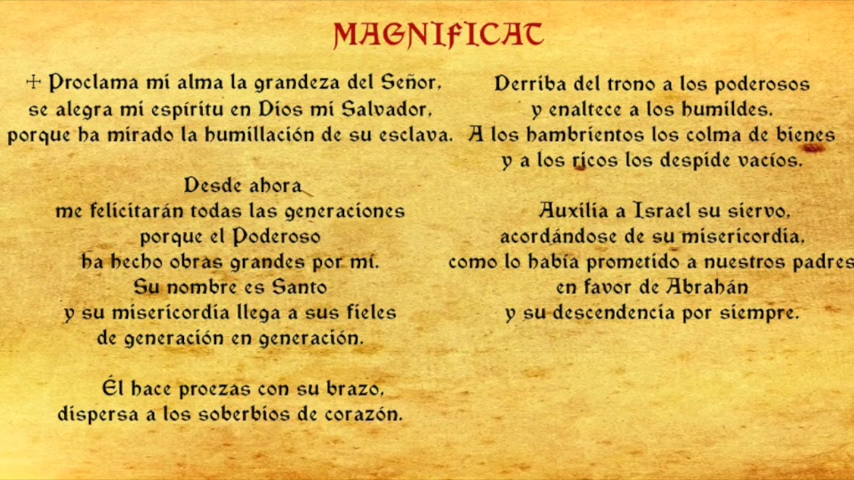 MAGNIFICAT
☩ Proclama mi alma la grandeza del Señor,
se alegra mi espíritu en Dios mi Salvador,
porque ha mirado la humillación de su esclava.
Desde ahora
me felicitarán todas las generaciones
porque el Poderoso
ha hecho obras grandes por mí.
Su nombre es Santo
y su misericordia llega a sus fieles
de generación en generación.
Él hace proezas con su brazo,
dispersa a los soberbios de corazón.
Derriba del trono a los poderosos
y enaltece a los humildes.
A los hambrientos los colma de bienes
y a los ricos los despide vacíos.
Auxilia a Israel su siervo,
acordándose de su misericordia,
como lo había prometido a nuestros padres
en favor de Abrahán
y su descendencia por siempre.